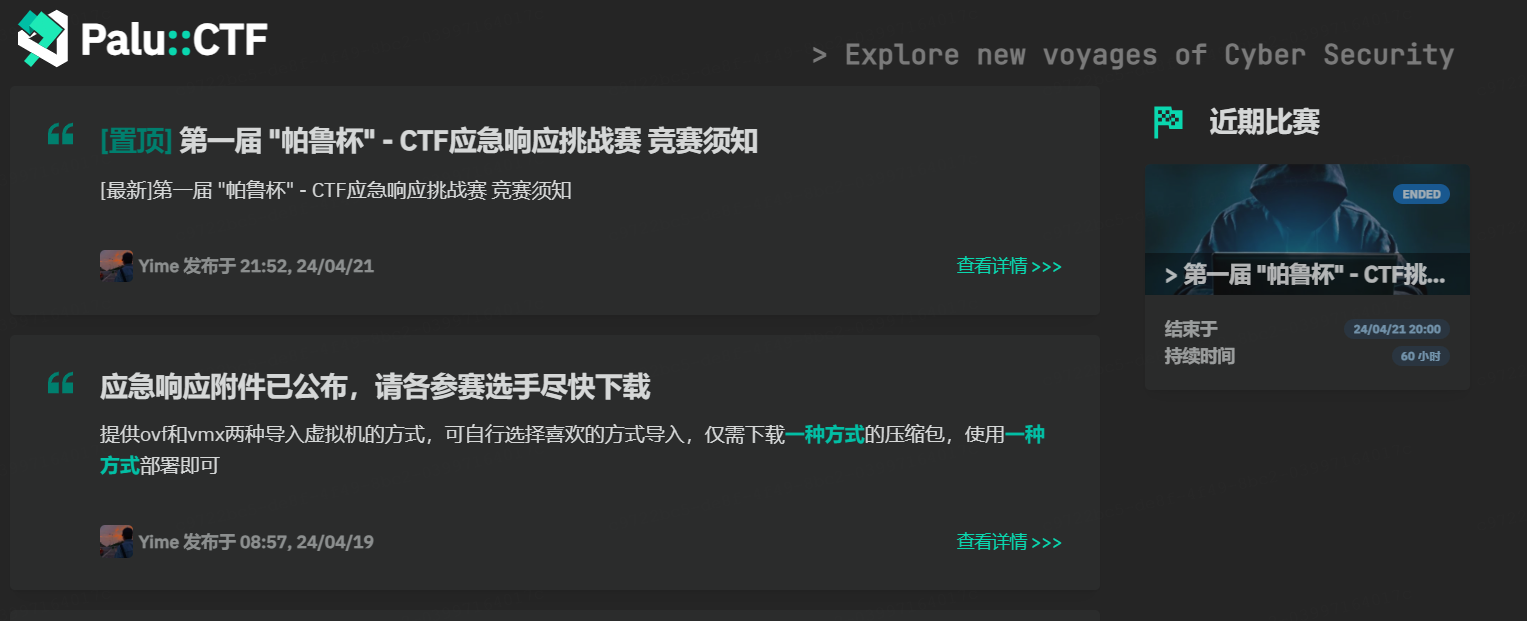 Palu::CTF
> Explore new voyages of Cyber Security
[置顶] 第一届 "帕鲁杯" - CTF应急响应挑战赛 竞赛须知
[最新]第一届 "帕鲁杯" - CTF应急响应挑战赛 竞赛须知
Yime 发布于 21:52, 24/04/21
查看详情 >>>
应急响应附件已公布，请各参赛选手尽快下载
提供ovf和vmx两种导入虚拟机的方式，可自行选择喜欢的方式导入，仅需下载一种方式的压缩包，使用一种
方式部署即可
Yime 发布于 08:57, 24/04/19
查看详情 >>>
近期比赛
ENDED
> 第一届 "帕鲁杯" - CTF挑...
结束于
24/04/21 20:00
持续时间
60 小时